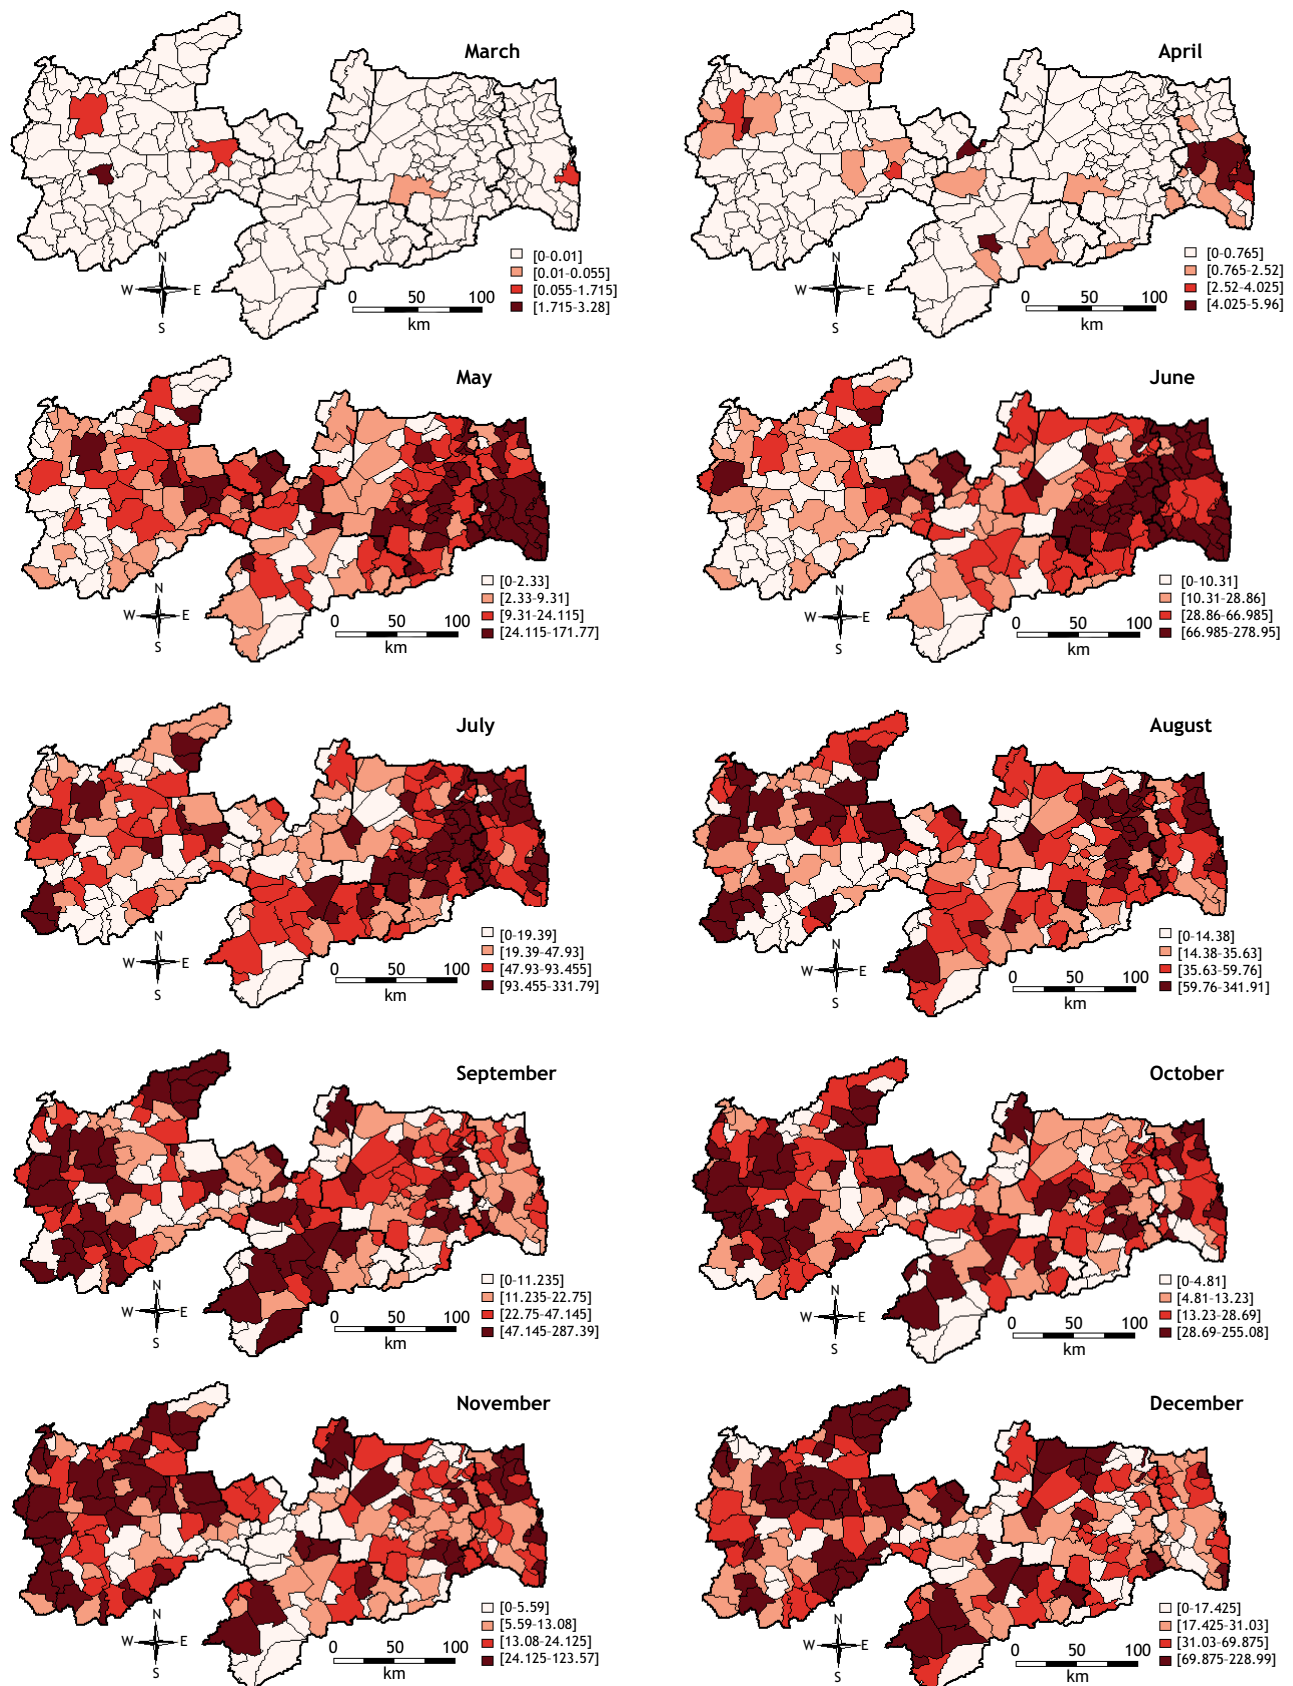 March
N
W E
S
0 50 100
km
[0-0.01]
[0.01-0.055]
[0.055-1.715]
[1.715-3.28]
April
N
W E
S
0 50 100
km
[0-0.765]
[0.765-2.52]
[2.52-4.025]
[4.025-5.96]
May
N
W E
S
0 50 100
km
[0-2.33]
[2.33-9.31]
[9.31-24.115]
[24.115-171.77]
June
N
W E
S
0 50 100
km
[0-10.31]
[10.31-28.86]
[28.86-66.985]
[66.985-278.95]
July
N
W E
S
0 50 100
km
[0-19.39]
[19.39-47.93]
[47.93-93.455]
[93.455-331.79]
August
N
W E
S
0 50 100
km
[0-14.38]
[14.38-35.63]
[35.63-59.76]
[59.76-341.91]
September
N
W E
S
0 50 100
km
[0-11.235]
[11.235-22.75]
[22.75-47.145]
[47.145-287.39]
October
N
W E
S
0 50 100
km
[0-4.81]
[4.81-13.23]
[13.23-28.69]
[28.69-255.08]
November
N
W E
S
0 50 100
km
[0-5.59]
[5.59-13.08]
[13.08-24.125]
[24.125-123.57]
December
N
W E
S
0 50 100
km
[0-17.425]
[17.425-31.03]
[31.03-69.875]
[69.875-228.99]